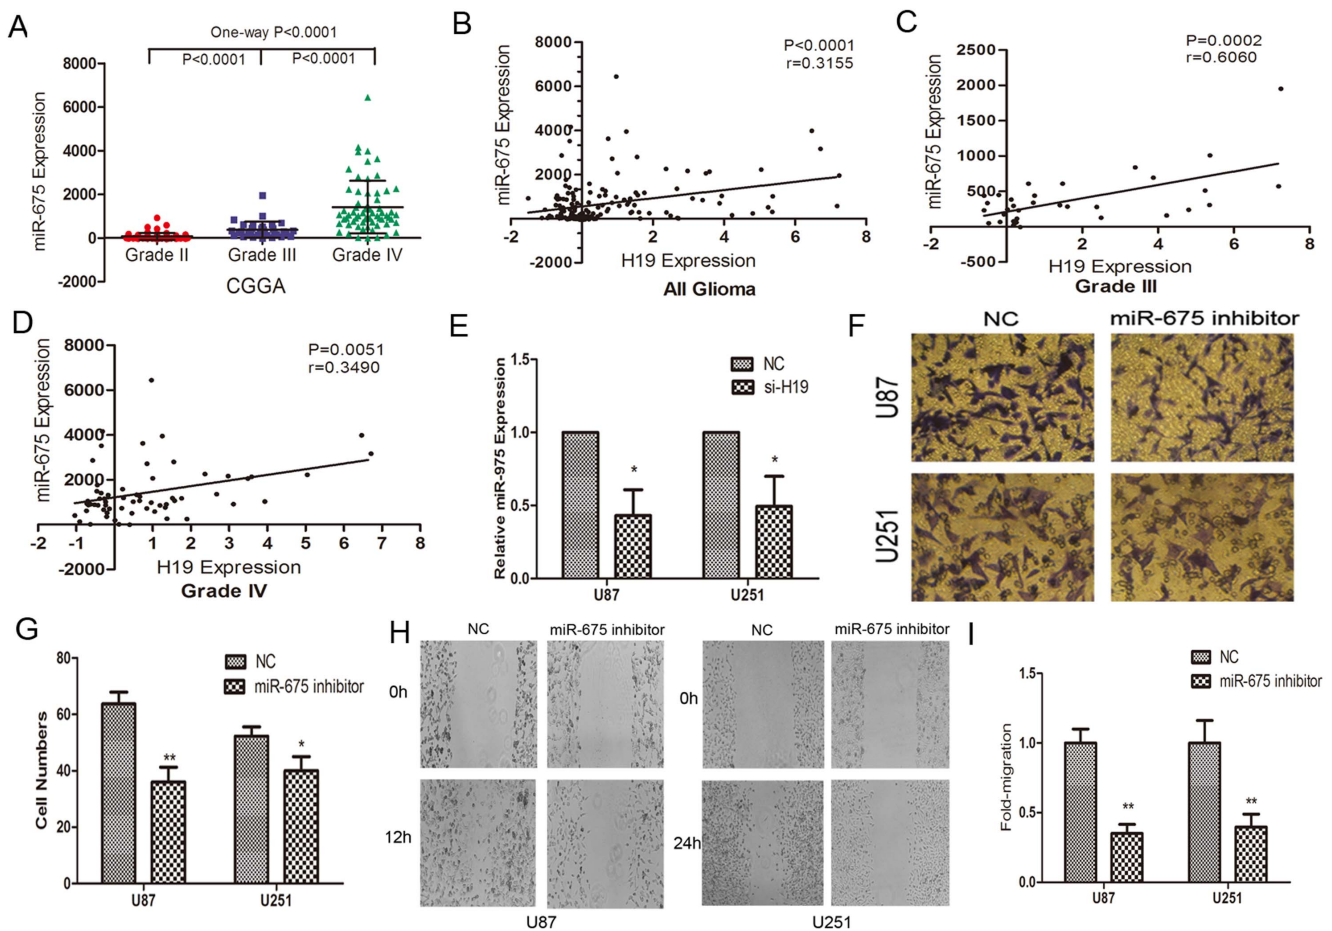 A
One-way P<0.0001
P<0.0001 P<0.0001
miR-675 Expression
8000
6000
4000
2000
0
-2000
Grade II Grade III Grade IV
CGGA
B
P<0.0001
r=0.3155
miR-675 Expression
8000
6000
4000
2000
0
-2000
-2 2 4 6 8
H19 Expression
All Glioma
C
P=0.0002
r=0.6060
miR-675 Expression
2500
2000
1500
1000
500
0
-500
-2 2 4 6 8
H19 Expression
Grade III
D
P=0.0051
r=0.3490
miR-675 Expression
8000
6000
4000
2000
0
-2000
-2 -1 0 1 2 3 4 5 6 7 8
H19 Expression
Grade IV
E
Relative miR-975 Expression
1.5
1.0
0.5
0.0
NC
si-H19
* *
U87 U251
F
NC miR-675 inhibitor
U87
U251
G
Cell Numbers
80
60
40
20
0
NC
miR-675 inhibitor
** *
U87 U251
H
NC miR-675 inhibitor NC miR-675 inhibitor
0h 0h
12h 24h
U87 U251
I
Fold-migration
1.5
1.0
0.5
0.0
NC
miR-675 inhibitor
** **
U87 U251